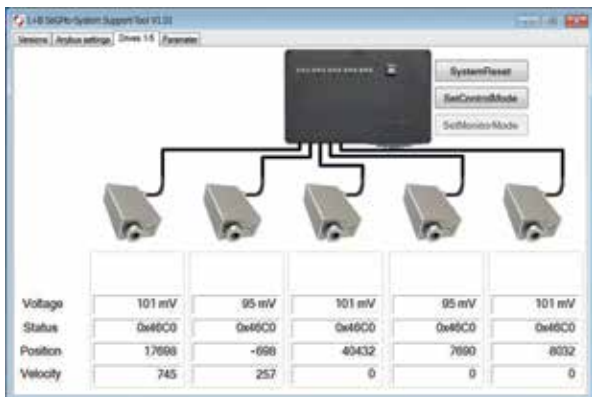 System Support Tool V1.01
Versions Anybus settings Drives 1-5 Parameter
SystemReset
SetControlMode
SetMonitorMode
Voltage 101 mV 95 mV 101 mV 95 mV 101 mV
Status 0x46C0 0x46C0 0x46C0 0x46C0 0x46C0
Position 17698 -698 40432 7690 8032
Velocity 745 257 0 0 0